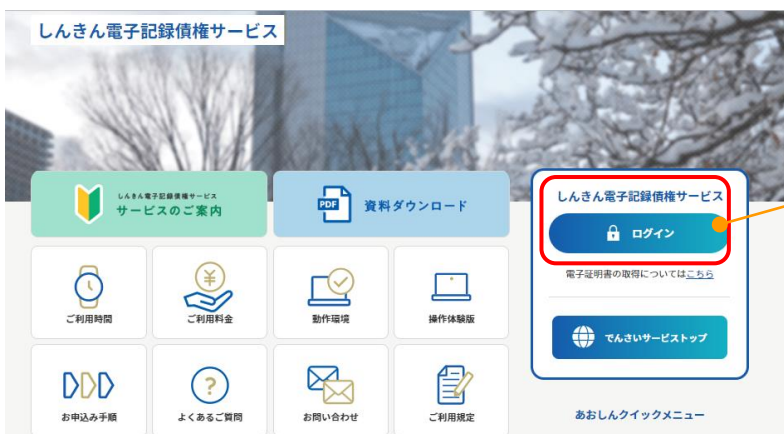 しんきん電子記録債権サービス
しんきん電子記録債権サービス
サービスのご案内
PDF
資料ダウンロード
しんきん電子記録債権サービス
ログイン
電子証明書の取得についてはこちら
ご利用時間
ご利用料金
動作環境
操作体験版
でんさいサービストップ
お申込み手順
よくあるご質問
お問い合わせ
ご利用規定
あおしんクイックメニュー